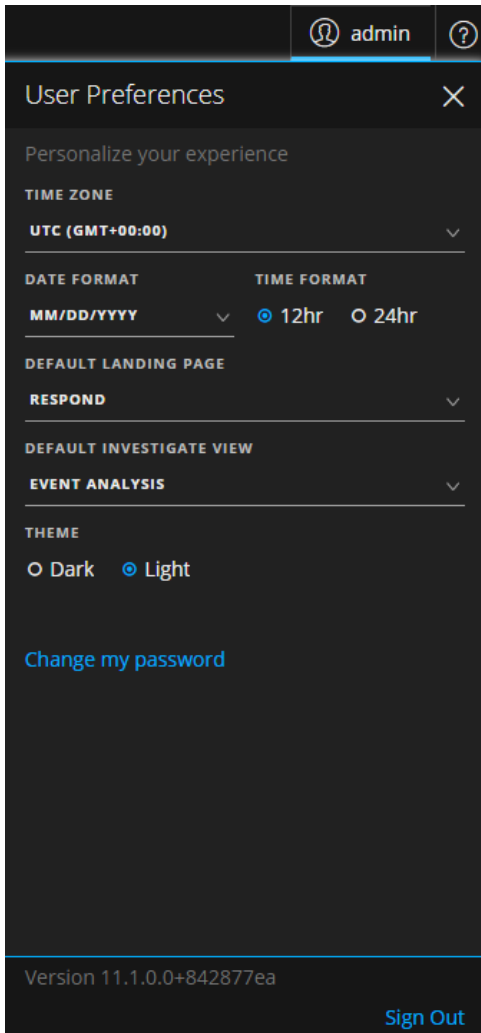 admin
User Preferences
Personalize your experience
TIME ZONE
UTC (GMT+00:00)
DATE FORMAT TIME FORMAT
MM/DD/YYYY 12hr 24hr
DEFAULT LANDING PAGE
RESPOND
DEFAULT INVESTIGATE VIEW
EVENT ANALYSIS
THEME
Dark Light
Change my password
Version 11.1.0.0+842877ea
Sign Out